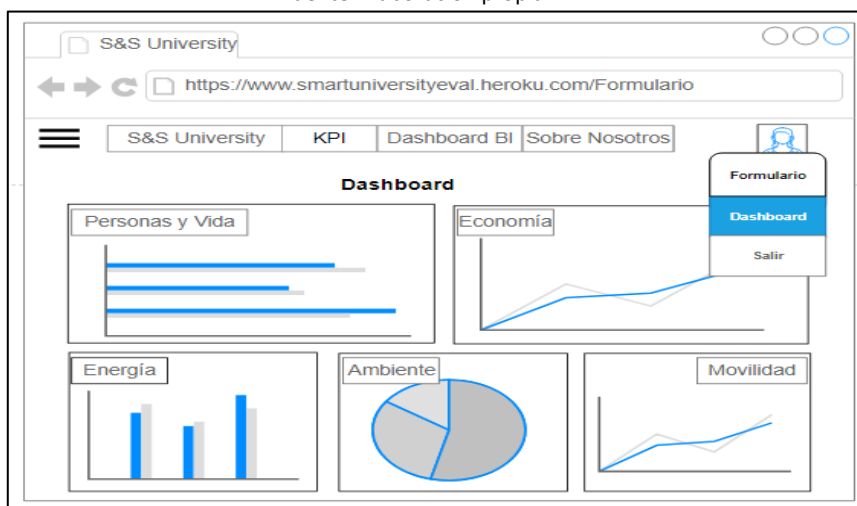 S&S University
https://www.smartuniversityeval.heroku.com/Formulario
S&S University KPI Dashboard BI Sobre Nosotros
Formulario
Dashboard
Salir
Dashboard
Personas y Vida
Economía
Energía
Ambiente
Movilidad